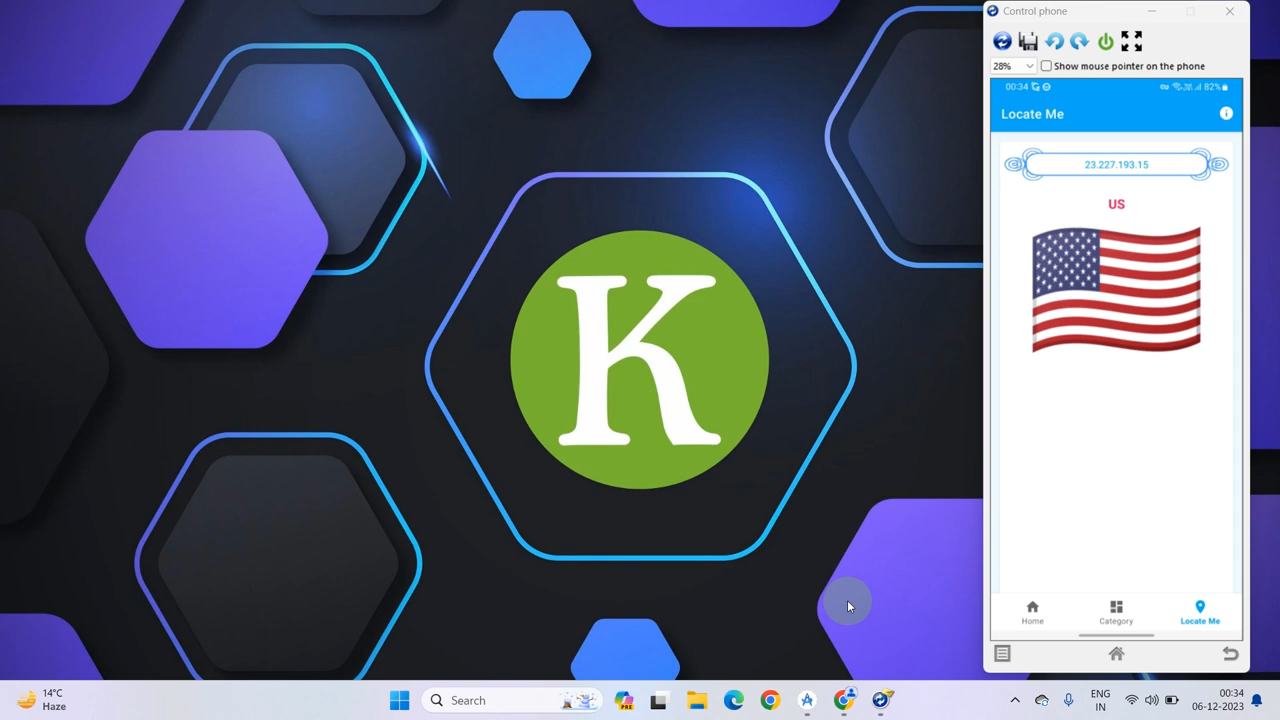 Control phone
28%
Show mouse pointer on the phone
00:34
82%
Locate Me
23.227.193.15
US
K
Home
Category
Locate Me
14°C
Haze
Search
PRE
ENG
IN
00:34
06-12-2023